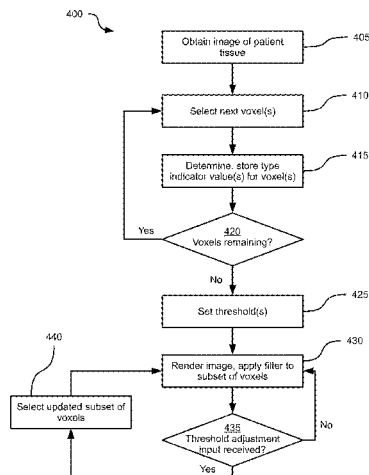 400
405
Obtain image of patient
tissue
410
Select next voxel(s)
415
Determine, store type
indicator value(s) for voxel(s)
Yes
420
Voxels remaining?
No
425
Set threshold(s)
430
440
Render image, apply filter to
subset of voxels
Select updated subset of
voxels
435
Threshold adjustment
input received?
No
Yes